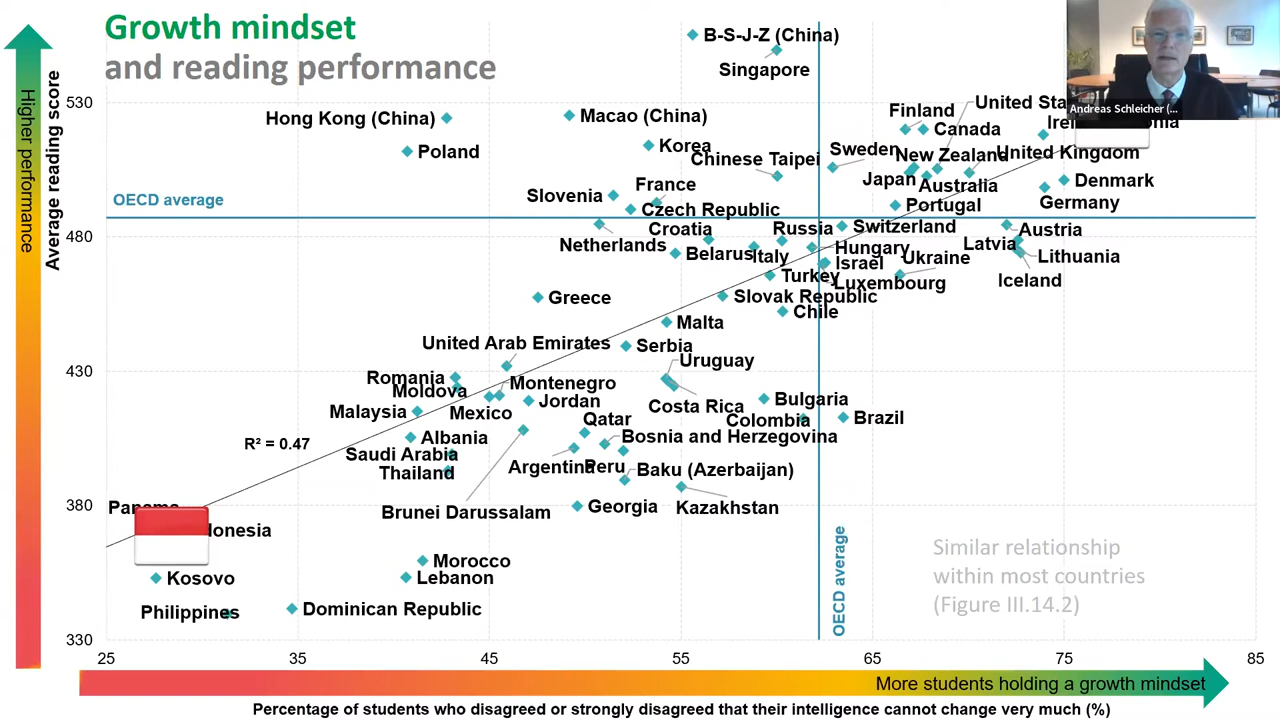 Growth mindset
and reading performance
Higher performance
Average reading score
530
480
430
380
330
B-S-J-Z (China)
Singapore
Hong Kong (China)
Macao (China)
Poland
Korea
Chinese Taipei
Finland
Canada
United Sta
Sweden
New Zealand
United Kingdom
Japan
Australia
Denmark
Germany
Portugal
Slovenia
France
OECD average
Czech Republic
Croatia
Russia
Switzerland
Austria
Netherlands
Belarus
Italy
Hungary
Latvia
Lithuania
Israel
Ukraine
Iceland
Turkey
Luxembourg
Greece
Slovak Republic
Chile
Malta
United Arab Emirates
Serbia
Uruguay
Romania
Moldova
Montenegro
Malaysia
Mexico
Jordan
Costa Rica
Bulgaria
Colombia
Brazil
Qatar
R² = 0.47
Albania
Bosnia and Herzegovina
Saudi Arabia
Thailand
Argentina
Peru
Baku (Azerbaijan)
Brunei Darussalam
Georgia
Kazakhstan
Panama
donesia
Morocco
Lebanon
Kosovo
Philippines
Dominican Republic
OECD average
Similar relationship
within most countries
(Figure III.14.2)
25 35 45 55 65 75 85
More students holding a growth mindset
Percentage of students who disagreed or strongly disagreed that their intelligence cannot change very much (%)
Andreas Schleicher (...